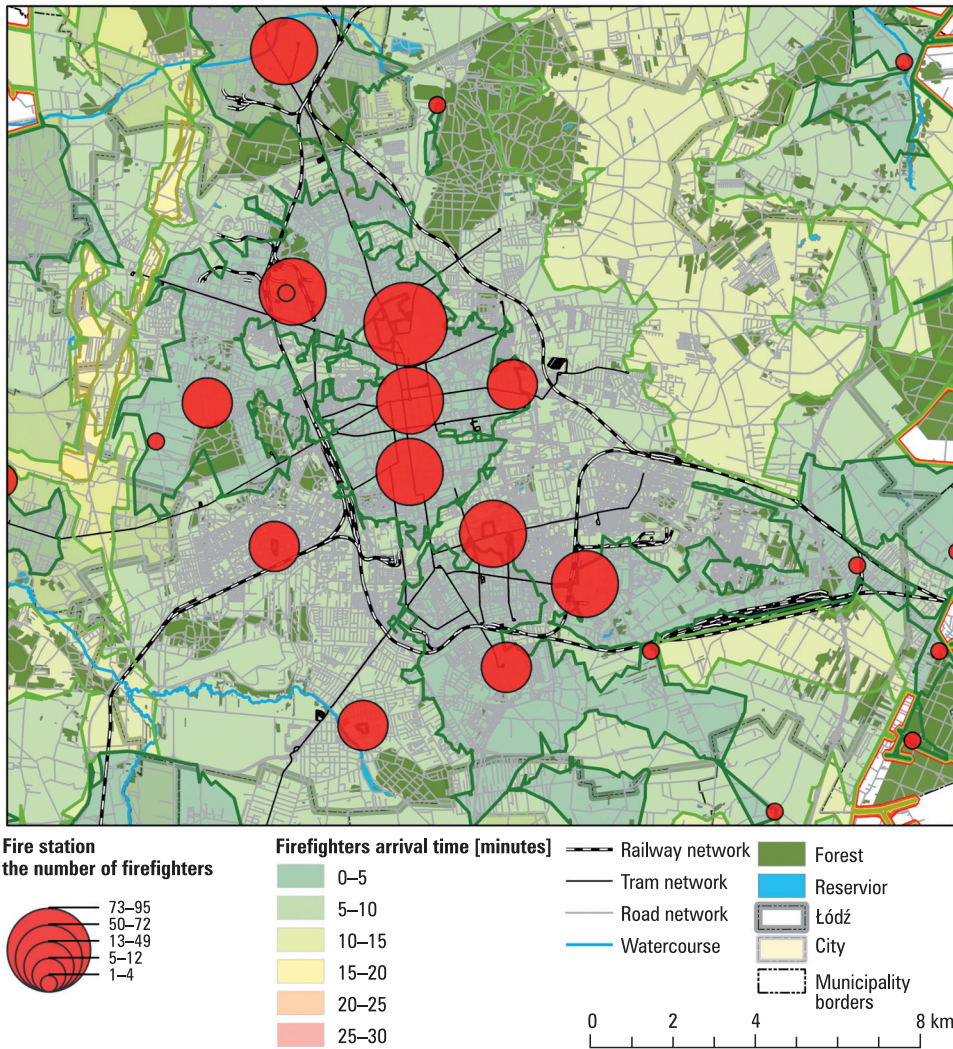 Fire station
the number of firefighters
73–95
50–72
13–49
5–12
1–4
Firefighters arrival time [minutes]
0–5
5–10
10–15
15–20
20–25
25–30
Railway network
Tram network
Road network
Watercourse
Forest
Reservior
Łódź
City
Municipality
borders
0 2 4 8 km